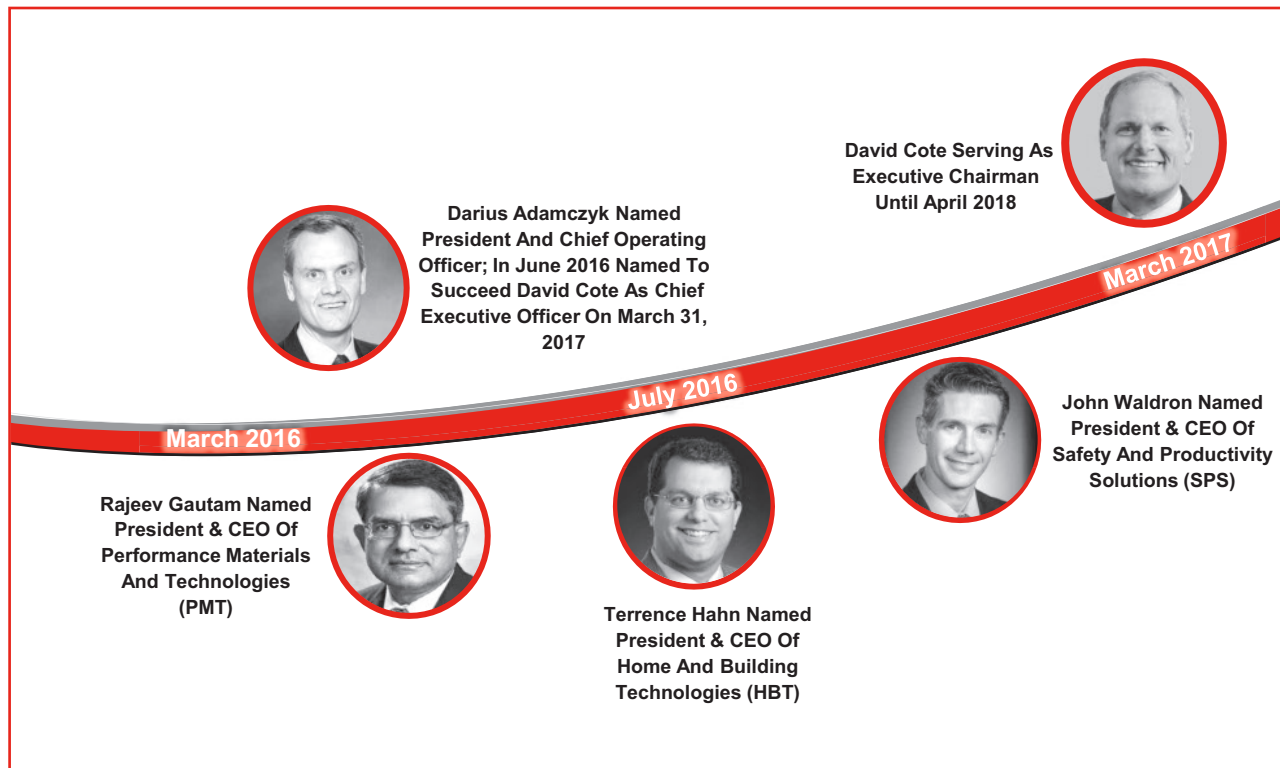 David Cote Serving As
Executive Chairman
Until April 2018
Darius Adamczyk Named
President And Chief Operating
Officer; In June 2016 Named To
Succeed David Cote As Chief
Executive Officer On March 31,
2017
March 2016
July 2016
March 2017
Rajeev Gautam Named
President & CEO Of
Performance Materials
And Technologies
(PMT)
Terrence Hahn Named
President & CEO Of
Home And Building
Technologies (HBT)
John Waldron Named
President & CEO Of
Safety And Productivity
Solutions (SPS)